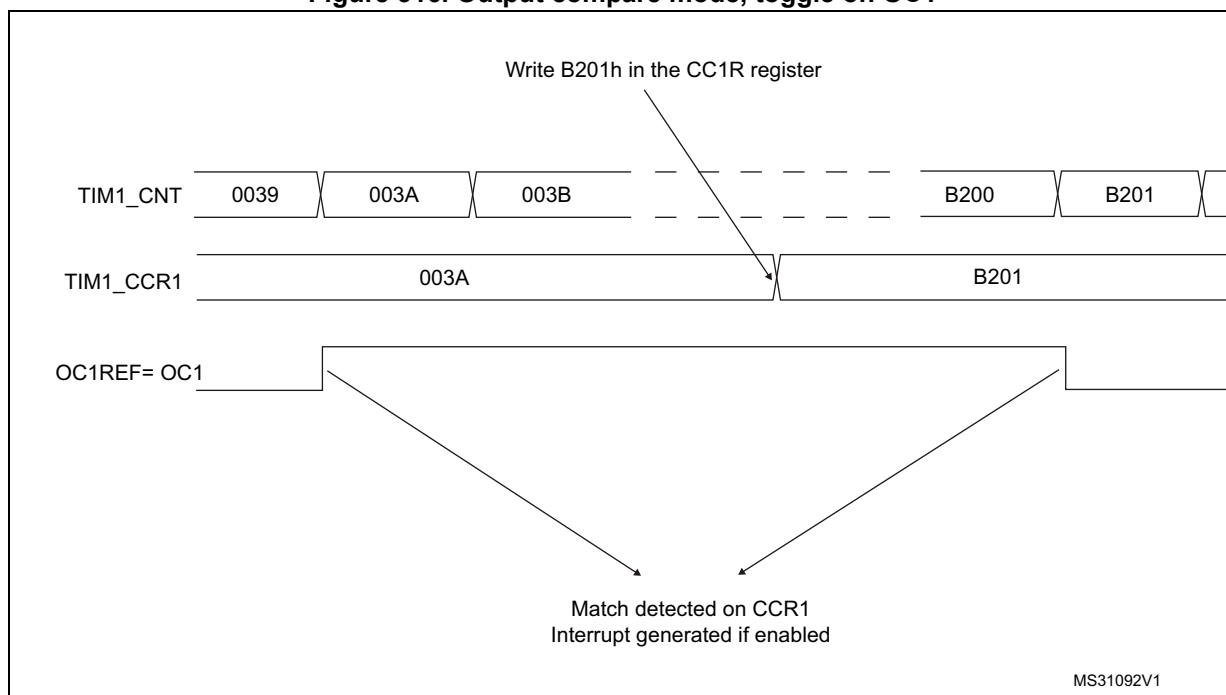 Write B201h in the CC1R register
TIM1_CNT 0039 003A 003B B200 B201
TIM1_CCR1 003A B201
OC1REF= OC1
Match detected on CCR1
Interrupt generated if enabled
MS31092V1